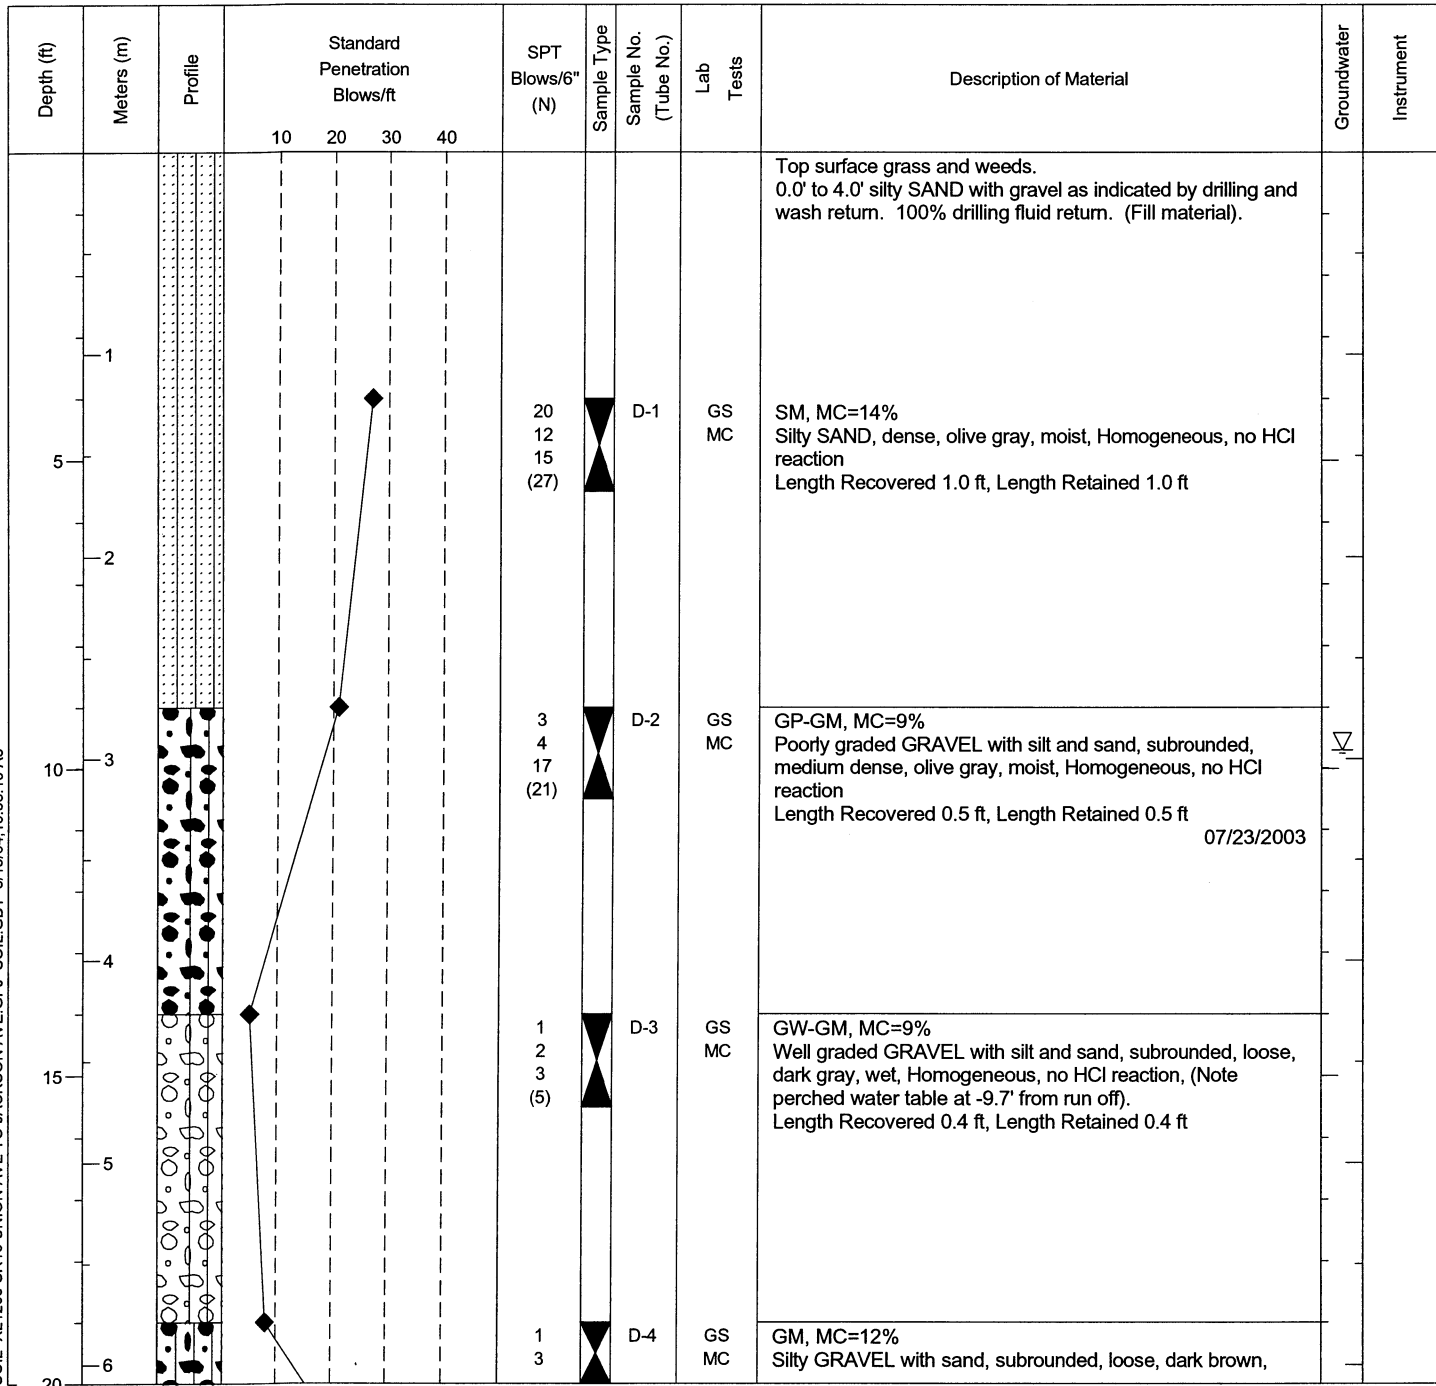 Depth (ft)
Meters (m)
Profile
Standard
Penetration
Blows/ft
10 20 30 40
SPT
Blows/6"
(N)
Sample Type
Sample No.
(Tube No.)
Lab
Tests
Description of Material
Groundwater
Instrument
Top surface grass and weeds.
0.0' to 4.0' silty SAND with gravel as indicated by drilling and
wash return. 100% drilling fluid return. (Fill material).
1
20 D-1 GS SM, MC=14%
12 MC Silty SAND, dense, olive gray, moist, Homogeneous, no HCl
5 15 reaction
(27) Length Recovered 1.0 ft, Length Retained 1.0 ft
2
3 D-2 GS GP-GM, MC=9%
4 MC Poorly graded GRAVEL with silt and sand, subrounded,
10 3 17 medium dense, olive gray, moist, Homogeneous, no HCl
(21) reaction
Length Recovered 0.5 ft, Length Retained 0.5 ft
07/23/2003
4
1 D-3 GS GW-GM, MC=9%
2 MC Well graded GRAVEL with silt and sand, subrounded, loose,
15 3 dark gray, wet, Homogeneous, no HCl reaction, (Note
(5) perched water table at -9.7' from run off).
Length Recovered 0.4 ft, Length Retained 0.4 ft
5
1 D-4 GS GM, MC=12%
6 3 MC Silty GRAVEL with sand, subrounded, loose, dark brown,
20